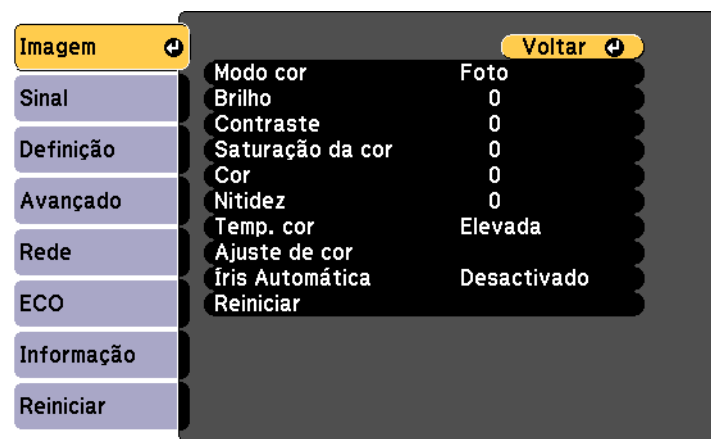 Imagem
Sinal
Definição
Avançado
Rede
ECO
Informação
Reiniciar
Voltar
Modo cor Foto
Brilho 0
Contraste 0
Saturação da cor 0
Cor 0
Nitidez 0
Temp. cor Elevada
Ajuste de cor
Íris Automática Desactivado
Reiniciar